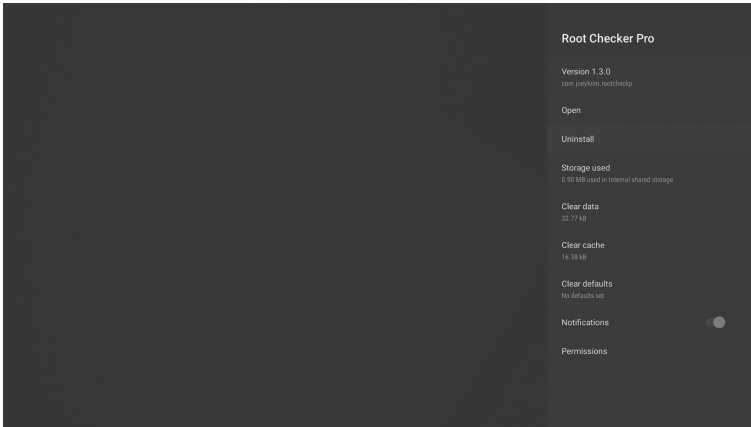 Root Checker Pro
Version 1.3.0
com.joeykrim.rootcheckp
Open
Uninstall
Storage used
0.90 MB used in Internal shared storage
Clear data
32.77 kB
Clear cache
16.38 kB
Clear defaults
No defaults set
Notifications
Permissions